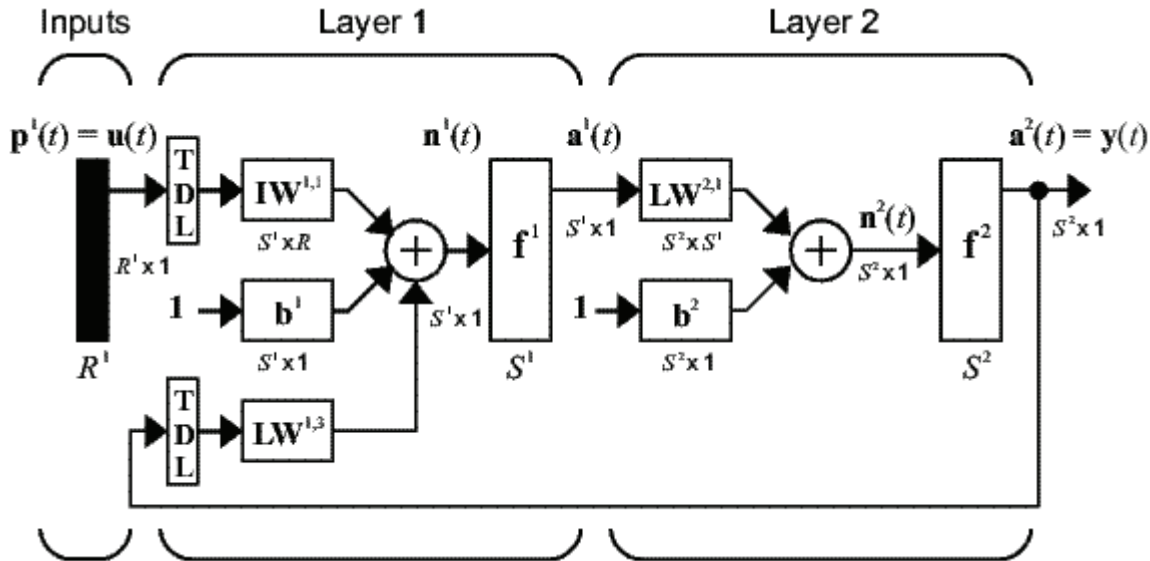 Inputs Layer 1 Layer 2
p¹(t) = u(t) n¹(t) a¹(t) a²(t) = y(t)
TDL IW¹,¹ f¹ LW²,¹ n²(t) f²
R¹ x 1 S¹ x R S¹ x 1 S² x S¹ S² x 1 S² x 1
1 b¹ S¹ x 1 1 b²
R¹ S¹ x 1 S¹ S² x 1 S²
TDL LW¹,³